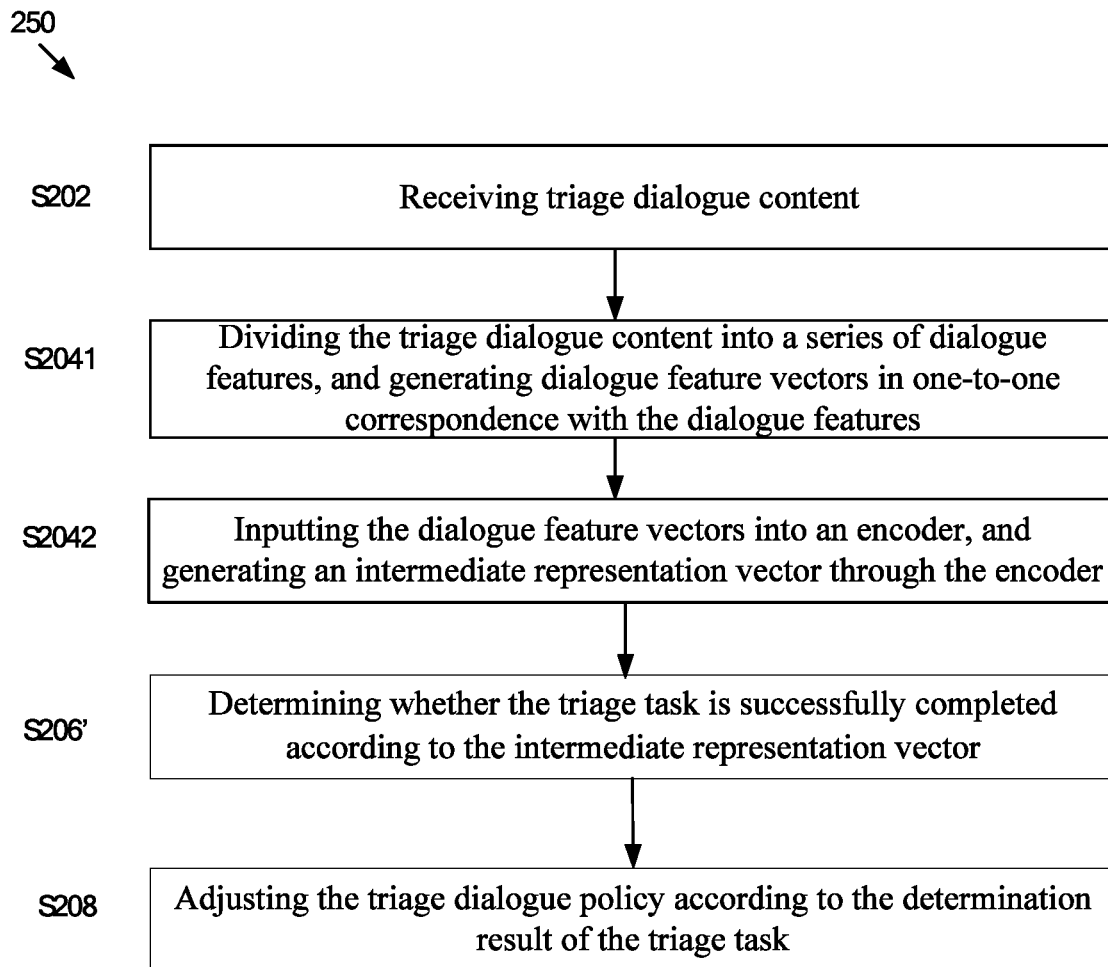 250
S202
Receiving triage dialogue content
S2041
Dividing the triage dialogue content into a series of dialogue
features, and generating dialogue feature vectors in one-to-one
correspondence with the dialogue features
S2042
Inputting the dialogue feature vectors into an encoder, and
generating an intermediate representation vector through the encoder
S206’
Determining whether the triage task is successfully completed
according to the intermediate representation vector
S208
Adjusting the triage dialogue policy according to the determination
result of the triage task